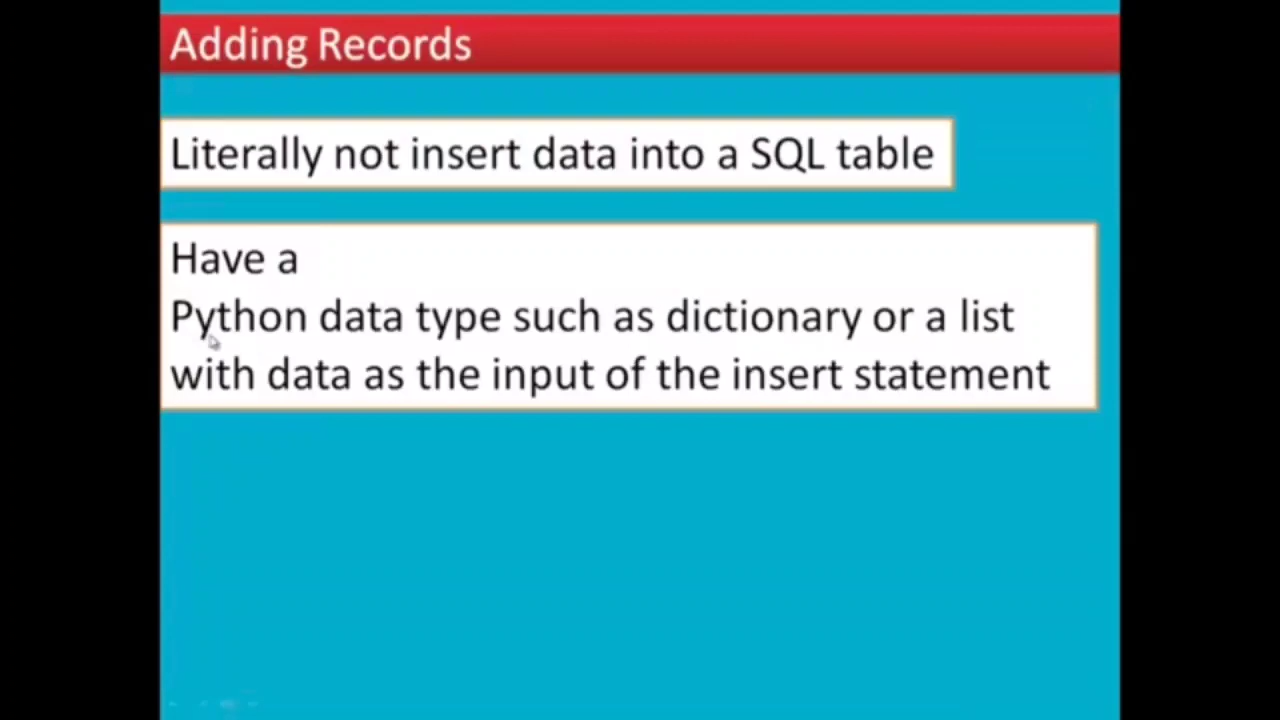 Adding Records
Literally not insert data into a SQL table
Have a
Python data type such as dictionary or a list
with data as the input of the insert statement